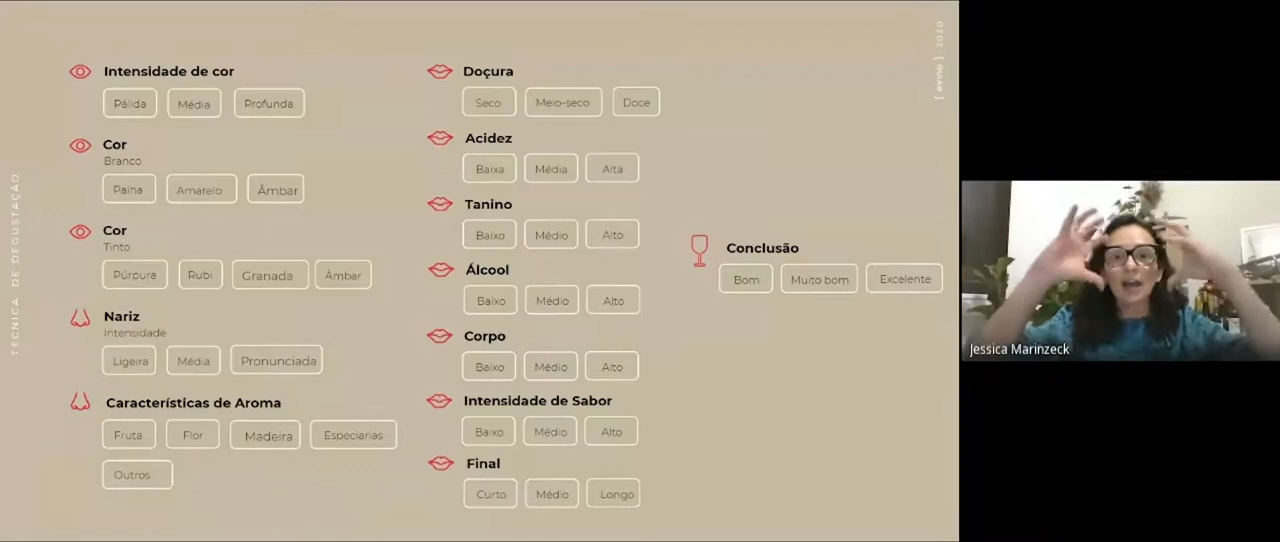 TECNICA DE DEGUSTAÇÃO
[ evino ] 2020
Intensidade de cor
Pálida Média Profunda
Cor
Branco
Palha Amarelo Âmbar
Cor
Tinto
Púrpura Rubi Granada Âmbar
Nariz
Intensidade
Ligeira Média Pronunciada
Características de Aroma
Fruta Flor Madeira Especiarias
Outros
Doçura
Seco Meio-seco Doce
Acidez
Baixa Média Alta
Tanino
Baixo Médio Alto
Álcool
Baixo Médio Alto
Corpo
Baixo Médio Alto
Intensidade de Sabor
Baixo Médio Alto
Final
Curto Médio Longo
Conclusão
Bom Muito bom Excelente
Jessica Marinzeck